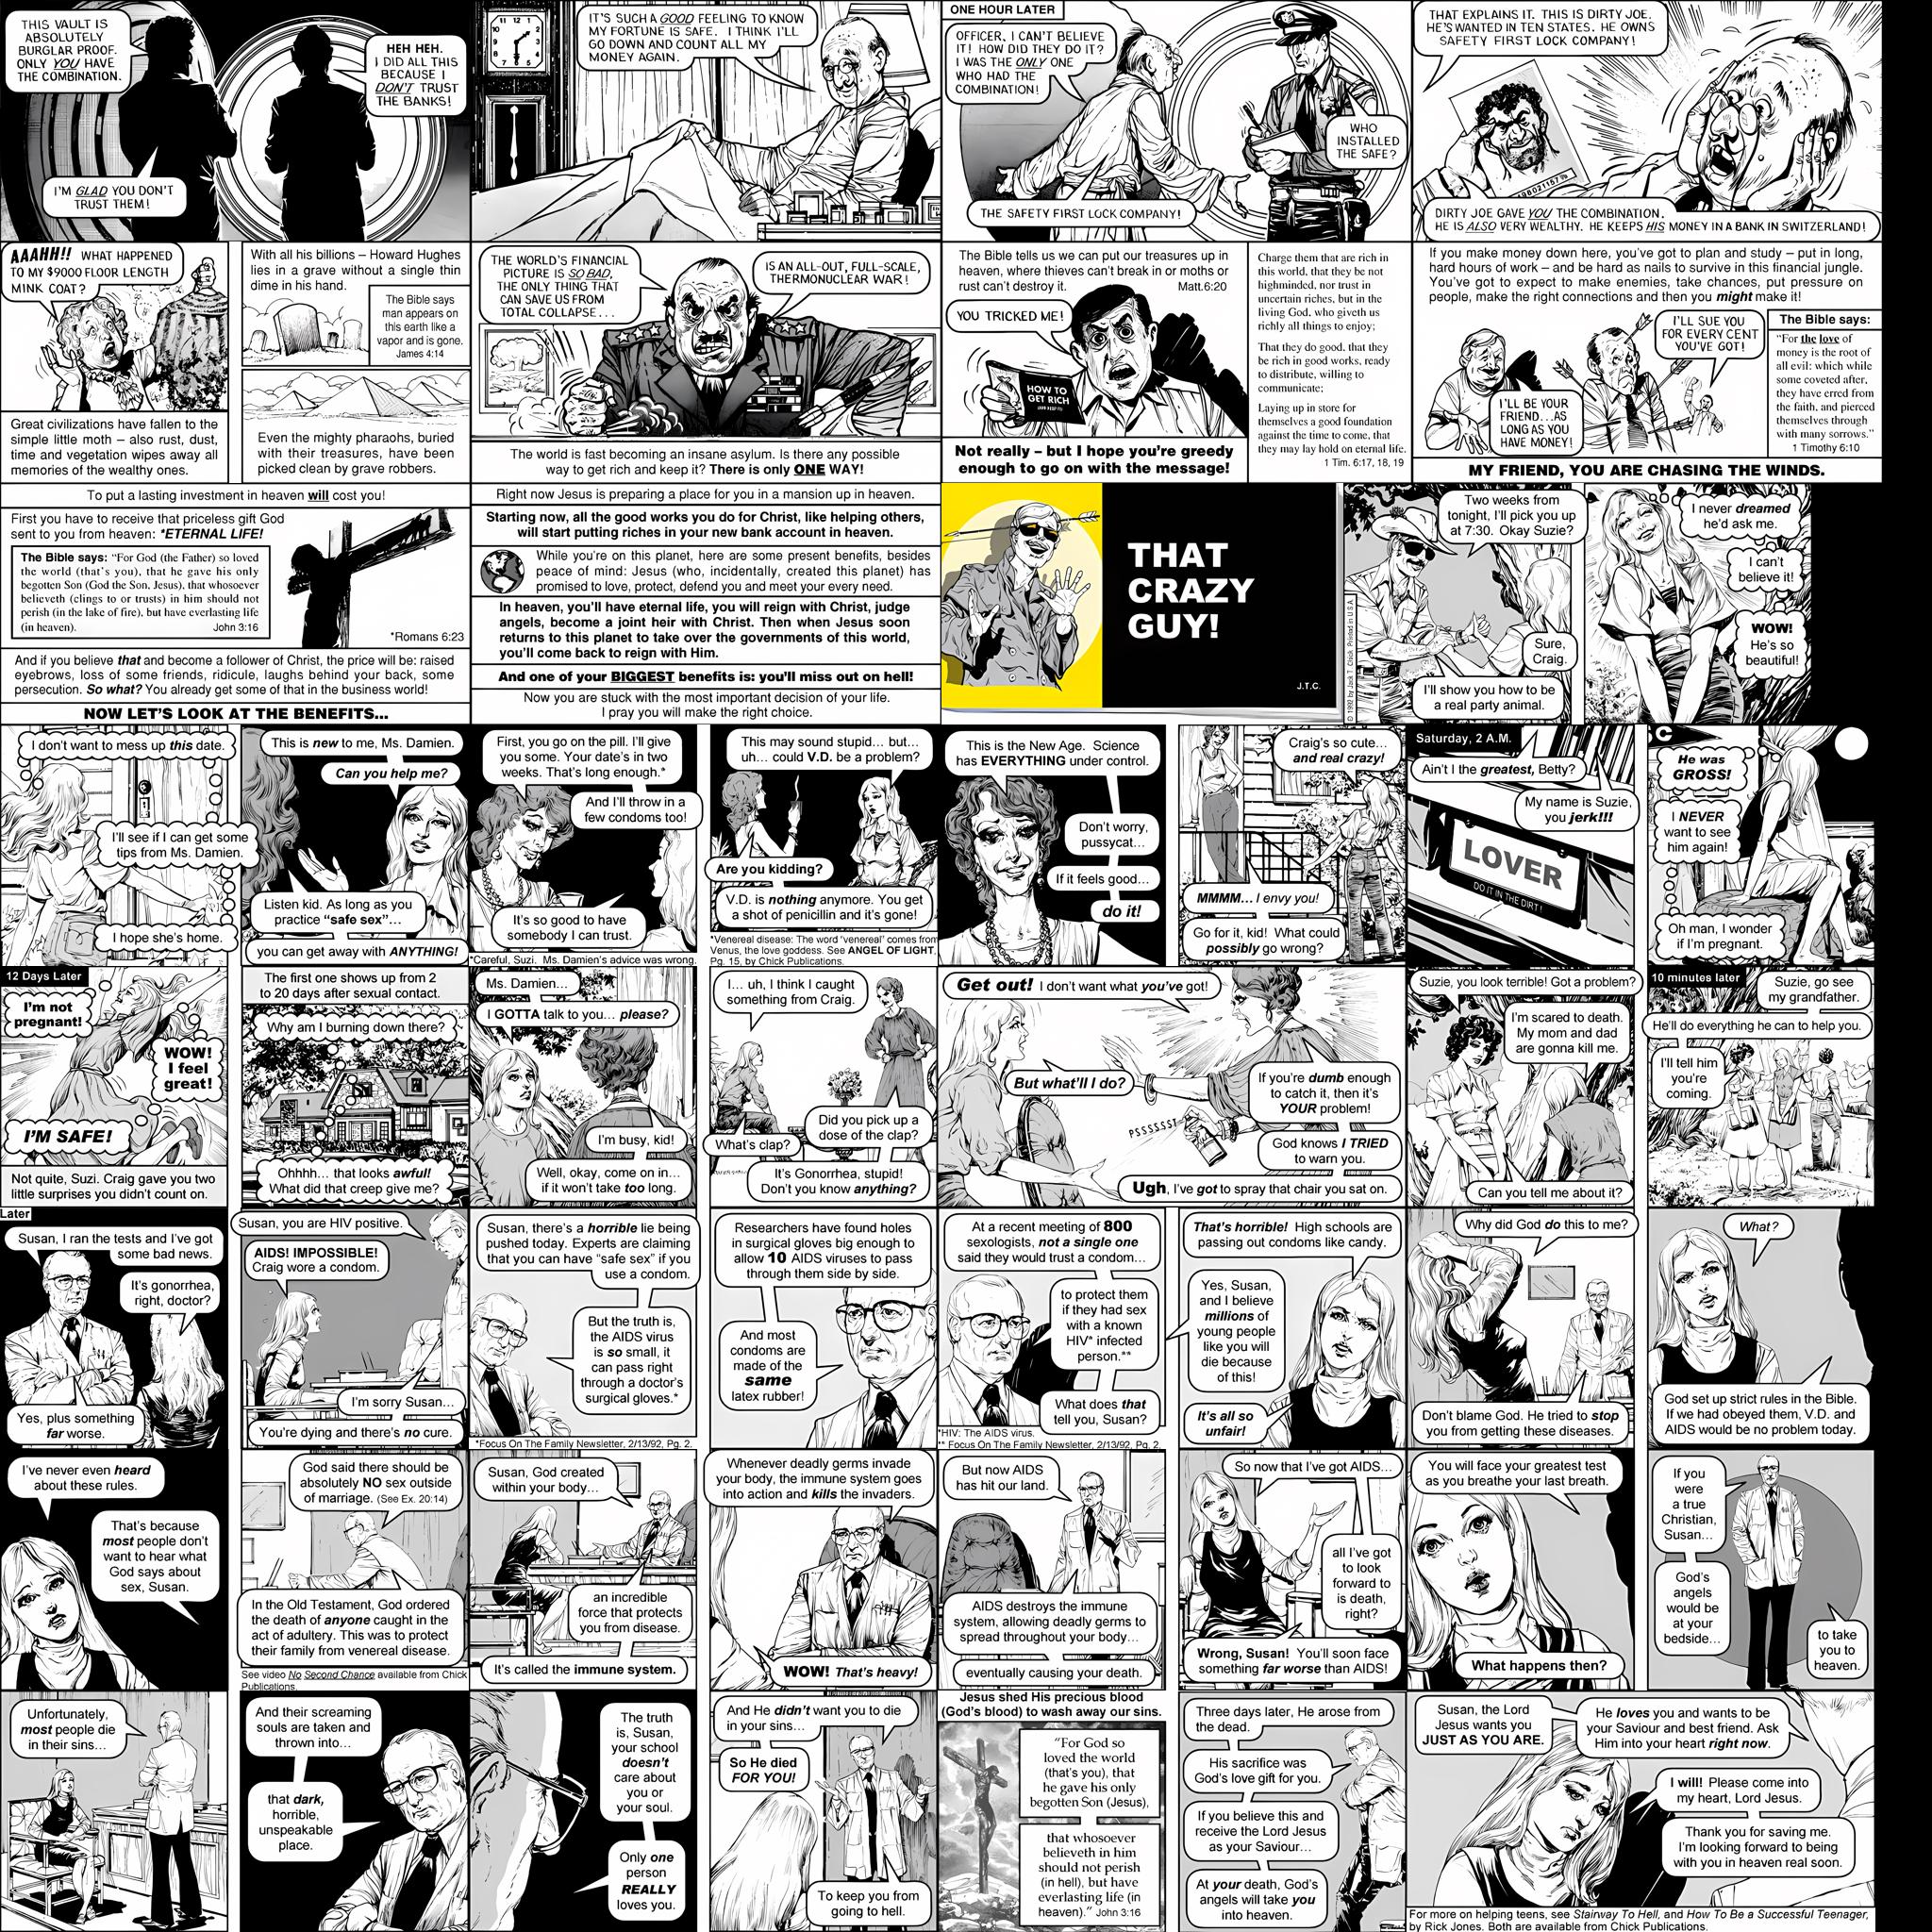 THIS VAULT IS
ABSOLUTELY
BURGLAR PROOF.
ONLY YOU HAVE
THE COMBINATION.
HEH HEH.
I DID ALL THIS
BECAUSE I
DON'T TRUST
THE BANKS!
I'M GLAD YOU DON'T
TRUST THEM!
IT'S SUCH A GOOD FEELING TO KNOW
MY FORTUNE IS SAFE. I THINK I'LL
GO DOWN AND COUNT ALL MY
MONEY AGAIN.
ONE HOUR LATER
OFFICER, I CAN'T BELIEVE
IT! HOW DID THEY DO IT?
I WAS THE ONLY ONE
WHO HAD THE
COMBINATION!
WHO
INSTALLED
THE SAFE?
THE SAFETY FIRST LOCK COMPANY!
THAT EXPLAINS IT. THIS IS DIRTY JOE.
HE'S WANTED IN TEN STATES. HE OWNS
SAFETY FIRST LOCK COMPANY!
DIRTY JOE GAVE YOU THE COMBINATION.
HE IS ALSO VERY WEALTHY. HE KEEPS HIS MONEY IN A BANK IN SWITZERLAND!
AAAHH!! WHAT HAPPENED
TO MY $9000 FLOOR LENGTH
MINK COAT?
Great civilizations have fallen to the
simple little moth – also rust, dust,
time and vegetation wipes away all
memories of the wealthy ones.
With all his billions – Howard Hughes
lies in a grave without a single thin
dime in his hand.
The Bible says
man appears on
this earth like a
vapor and is gone.
James 4:14
Even the mighty pharaohs, buried
with their treasures, have been
picked clean by grave robbers.
THE WORLD'S FINANCIAL
PICTURE IS SO BAD,
THE ONLY THING THAT
CAN SAVE US FROM
TOTAL COLLAPSE...
IS AN ALL-OUT, FULL-SCALE,
THERMONUCLEAR WAR!
The world is fast becoming an insane asylum. Is there any possible
way to get rich and keep it? There is only ONE WAY!
The Bible tells us we can put our treasures up in
heaven, where thieves can't break in or moths or
rust can't destroy it. Matt.6:20
YOU TRICKED ME!
HOW TO
GET RICH
Not really – but I hope you're greedy
enough to go on with the message!
Charge them that are rich in
this world, that they be not
highminded, nor trust in
uncertain riches, but in the
living God, who giveth us
richly all things to enjoy;
That they do good, that they
be rich in good works, ready
to distribute, willing to
communicate;
Laying up in store for
themselves a good foundation
against the time to come, that
they may lay hold on eternal life.
1 Tim. 6:17, 18, 19
If you make money down here, you've got to plan and study – put in long,
hard hours of work – and be hard as nails to survive in this financial jungle.
You've got to expect to make enemies, take chances, put pressure on
people, make the right connections and then you might make it!
I'LL BE YOUR
FRIEND...AS
LONG AS YOU
HAVE MONEY!
I'LL SUE YOU
FOR EVERY CENT
YOU'VE GOT!
The Bible says:
"For the love of
money is the root of
all evil: which while
some coveted after,
they have erred from
the faith, and pierced
themselves through
with many sorrows."
1 Timothy 6:10
MY FRIEND, YOU ARE CHASING THE WINDS.
To put a lasting investment in heaven will cost you!
First you have to receive that priceless gift God
sent to you from heaven: *ETERNAL LIFE!
The Bible says: "For God (the Father) so loved
the world (that's you), that he gave his only
begotten Son (God the Son, Jesus), that whosoever
believeth (clings to or trusts) in him should not
perish (in the lake of fire), but have everlasting life
(in heaven). John 3:16
*Romans 6:23
And if you believe that and become a follower of Christ, the price will be: raised
eyebrows, loss of some friends, ridicule, laughs behind your back, some
persecution. So what? You already get some of that in the business world!
NOW LET'S LOOK AT THE BENEFITS...
Right now Jesus is preparing a place for you in a mansion up in heaven.
Starting now, all the good works you do for Christ, like helping others,
will start putting riches in your new bank account in heaven.
While you're on this planet, here are some present benefits, besides
peace of mind: Jesus (who, incidentally, created this planet) has
promised to love, protect, defend you and meet your every need.
In heaven, you'll have eternal life, you will reign with Christ, judge
angels, become a joint heir with Christ. Then when Jesus soon
returns to this planet to take over the governments of this world,
you'll come back to reign with Him.
And one of your BIGGEST benefits is: you'll miss out on hell!
Now you are stuck with the most important decision of your life.
I pray you will make the right choice.
THAT
CRAZY
GUY!
J.T.C.
© 1992 by Jack T. Chick Printed in U.S.A.
Two weeks from
tonight, I'll pick you up
at 7:30. Okay Suzie?
Sure,
Craig.
I'll show you how to be
a real party animal.
I never dreamed
he'd ask me.
I can't
believe it!
WOW!
He's so
beautiful!
I don't want to mess up this date.
I'll see if I can get some
tips from Ms. Damien.
I hope she's home.
This is new to me, Ms. Damien.
Can you help me?
Listen kid. As long as you
practice "safe sex"...
you can get away with ANYTHING!
First, you go on the pill. I'll give
you some. Your date's in two
weeks. That's long enough.*
And I'll throw in a
few condoms too!
It's so good to have
somebody I can trust.
*Careful, Suzi. Ms. Damien's advice was wrong.
This may sound stupid... but...
uh... could V.D. be a problem?
Are you kidding?
V.D. is nothing anymore. You get
a shot of penicillin and it's gone!
*Venereal disease: The word 'venereal' comes from
Venus, the love goddess. See ANGEL OF LIGHT,
Pg. 15, by Chick Publications.
This is the New Age. Science
has EVERYTHING under control.
Don't worry,
pussycat...
If it feels good...
do it!
Craig's so cute...
and real crazy!
MMMM... I envy you!
Go for it, kid! What could
possibly go wrong?
Saturday, 2 A.M.
Ain't I the greatest, Betty?
My name is Suzie,
you jerk!!!
LOVER
DO IT IN THE DIRT!
C
He was
GROSS!
I NEVER
want to see
him again!
Oh man, I wonder
if I'm pregnant.
12 Days Later
I'm not
pregnant!
WOW!
I feel
great!
I'M SAFE!
Not quite, Suzi. Craig gave you two
little surprises you didn't count on.
The first one shows up from 2
to 20 days after sexual contact.
Why am I burning down there?
Ohhhh... that looks awful!
What did that creep give me?
Ms. Damien...
I GOTTA talk to you... please?
I'm busy, kid!
Well, okay, come on in...
if it won't take too long.
I... uh, I think I caught
something from Craig.
Did you pick up a
dose of the clap?
What's clap?
It's Gonorrhea, stupid!
Don't you know anything?
Get out! I don't want what you've got!
But what'll I do?
If you're dumb enough
to catch it, then it's
YOUR problem!
PSSSSSST
God knows I TRIED
to warn you.
Ugh, I've got to spray that chair you sat on.
Suzie, you look terrible! Got a problem?
I'm scared to death.
My mom and dad
are gonna kill me.
Can you tell me about it?
10 minutes later
Suzie, go see
my grandfather.
He'll do everything he can to help you.
I'll tell him
you're
coming.
Later
Susan, I ran the tests and I've got
some bad news.
It's gonorrhea,
right, doctor?
Yes, plus something
far worse.
Susan, you are HIV positive.
AIDS! IMPOSSIBLE!
Craig wore a condom.
I'm sorry Susan...
You're dying and there's no cure.
Susan, there's a horrible lie being
pushed today. Experts are claiming
that you can have "safe sex" if you
use a condom.
But the truth is,
the AIDS virus
is so small, it
can pass right
through a doctor's
surgical gloves.*
*Focus On The Family Newsletter, 2/13/92, Pg. 2.
Researchers have found holes
in surgical gloves big enough to
allow 10 AIDS viruses to pass
through them side by side.
And most
condoms are
made of the
same
latex rubber!
At a recent meeting of 800
sexologists, not a single one
said they would trust a condom...
to protect them
if they had sex
with a known
HIV* infected
person.**
What does that
tell you, Susan?
*HIV: The AIDS virus.
** Focus On The Family Newsletter, 2/13/92, Pg. 2.
That's horrible! High schools are
passing out condoms like candy.
Yes, Susan,
and I believe
millions of
young people
like you will
die because
of this!
It's all so
unfair!
Why did God do this to me?
Don't blame God. He tried to stop
you from getting these diseases.
What?
God set up strict rules in the Bible.
If we had obeyed them, V.D. and
AIDS would be no problem today.
I've never even heard
about these rules.
That's because
most people don't
want to hear what
God says about
sex, Susan.
God said there should be
absolutely NO sex outside
of marriage. (See Ex. 20:14)
In the Old Testament, God ordered
the death of anyone caught in the
act of adultery. This was to protect
their family from venereal disease.
See video No Second Chance available from Chick
Publications.
Susan, God created
within your body...
an incredible
force that protects
you from disease.
It's called the immune system.
Whenever deadly germs invade
your body, the immune system goes
into action and kills the invaders.
WOW! That's heavy!
But now AIDS
has hit our land.
AIDS destroys the immune
system, allowing deadly germs to
spread throughout your body...
eventually causing your death.
So now that I've got AIDS...
all I've got
to look
forward to
is death,
right?
Wrong, Susan! You'll soon face
something far worse than AIDS!
You will face your greatest test
as you breathe your last breath.
What happens then?
If you
were
a true
Christian,
Susan...
God's
angels
would be
at your
bedside...
to take
you to
heaven.
Unfortunately,
most people die
in their sins...
And their screaming
souls are taken and
thrown into...
that dark,
horrible,
unspeakable
place.
The truth
is, Susan,
your school
doesn't
care about
you or
your soul.
Only one
person
REALLY
loves you.
And He didn't want you to die
in your sins...
So He died
FOR YOU!
To keep you from
going to hell.
Jesus shed His precious blood
(God's blood) to wash away our sins.
"For God so
loved the world
(that's you), that
he gave his only
begotten Son (Jesus),
that whosoever
believeth in him
should not perish
(in hell), but have
everlasting life (in
heaven)." John 3:16
Three days later, He arose from
the dead.
His sacrifice was
God's love gift for you.
If you believe this and
receive the Lord Jesus
as your Saviour...
At your death, God's
angels will take you
into heaven.
Susan, the Lord
Jesus wants you
JUST AS YOU ARE.
He loves you and wants to be
your Saviour and best friend. Ask
Him into your heart right now.
I will! Please come into
my heart, Lord Jesus.
Thank you for saving me.
I'm looking forward to being
with you in heaven real soon.
For more on helping teens, see Stairway To Hell, and How To Be a Successful Teenager,
by Rick Jones. Both are available from Chick Publications.